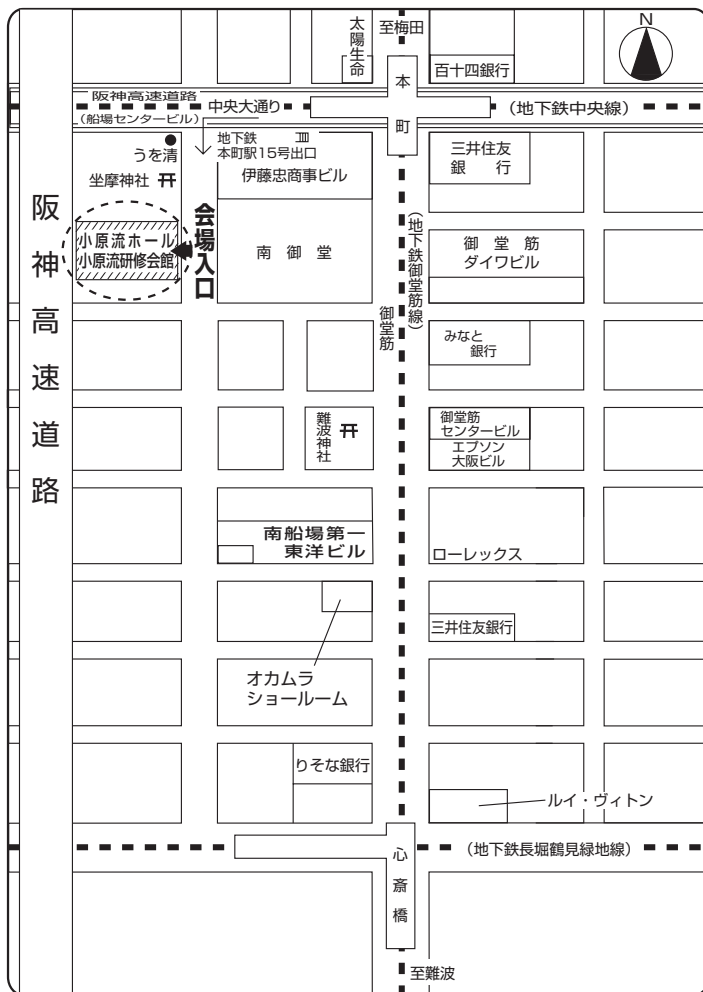 N
太陽生命
至梅田
百十四銀行
阪神高速道路
中央大通り
本町
(地下鉄中央線)
(船場センタービル)
うを清
地下鉄
本町駅15号出口
三井住友
銀 行
坐摩神社
伊藤忠商事ビル
阪神高速道路
小原流ホール
小原流研修会館
会場入口
南御堂
(地下鉄御堂筋線)
御堂筋
御堂筋
ダイワビル
みなと
銀行
難波神社
御堂筋
センタービル
エプソン
大阪ビル
南船場第一
東洋ビル
ローレックス
三井住友銀行
オカムラ
ショールーム
りそな銀行
ルイ・ヴィトン
心斎橋
(地下鉄長堀鶴見緑地線)
至難波